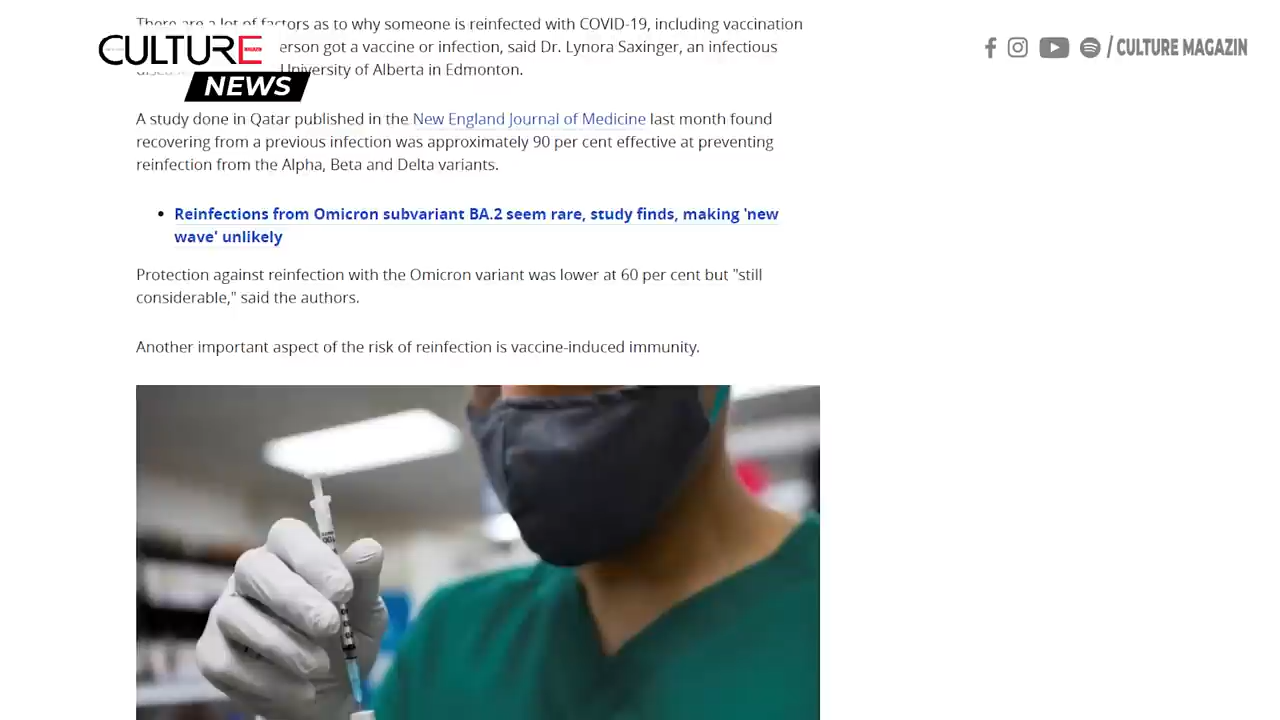 There are a lot of factors as to why someone is reinfected with COVID-19, including vaccination
CULTURE
erson got a vaccine or infection, said Dr. Lynora Saxinger, an infectious
University of Alberta in Edmonton.
NEWS
/ CULTURE MAGAZIN
A study done in Qatar published in the New England Journal of Medicine last month found
recovering from a previous infection was approximately 90 per cent effective at preventing
reinfection from the Alpha, Beta and Delta variants.
• Reinfections from Omicron subvariant BA.2 seem rare, study finds, making 'new
wave' unlikely
Protection against reinfection with the Omicron variant was lower at 60 per cent but "still
considerable," said the authors.
Another important aspect of the risk of reinfection is vaccine-induced immunity.